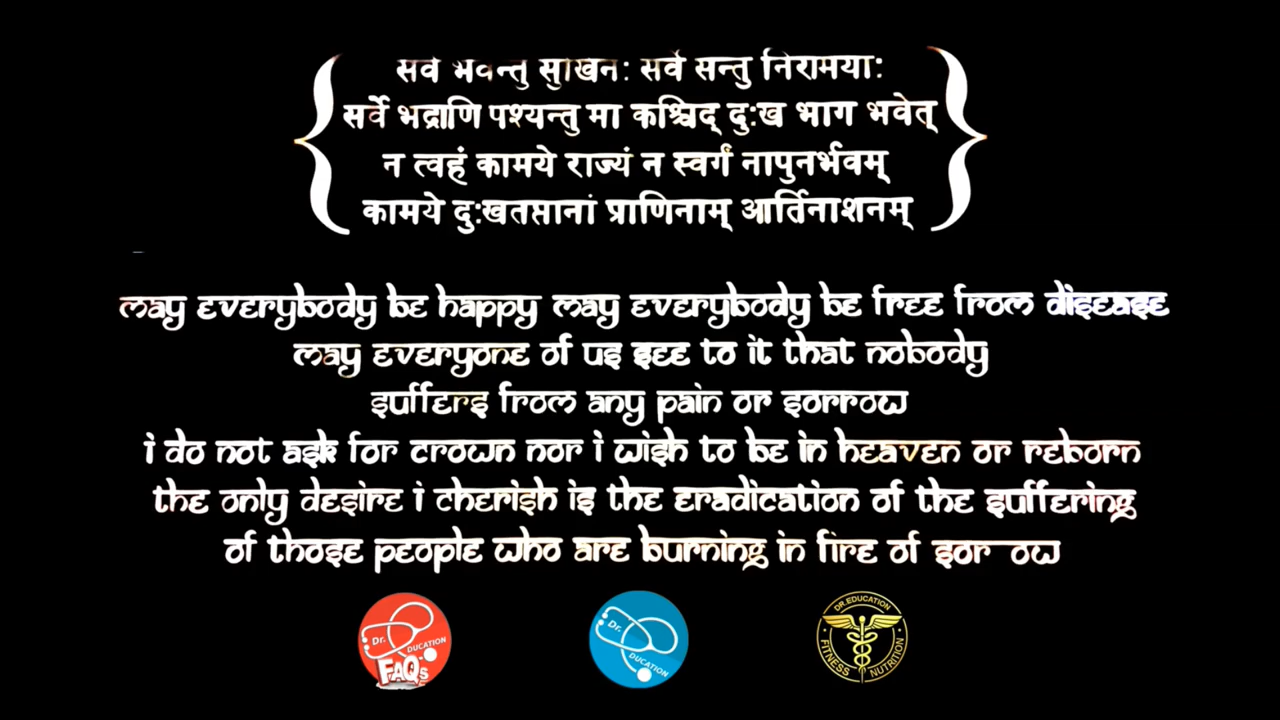 सर्वे भवन्तु सुखिन: सर्वे सन्तु निरामया:
सर्वे भद्राणि पश्यन्तु मा कश्चिद् दु:ख भाग भवेत्
न त्वहं कामये राज्यं न स्वर्गं नापुनर्भवम्
कामये दु:खतप्तानां प्राणिनाम् आर्तिनाशनम्
may everybody be happy may everybody be free from disease
may everyone of us see to it that nobody
suffers from any pain or sorrow
i do not ask for crown nor i wish to be in heaven or reborn
the only desire i cherish is the eradication of the suffering
of those people who are burning in fire of sor ow
Dr. EDUCATION FAQs
Dr. EDUCATION
DR.EDUCATION FITNESS NUTRITION